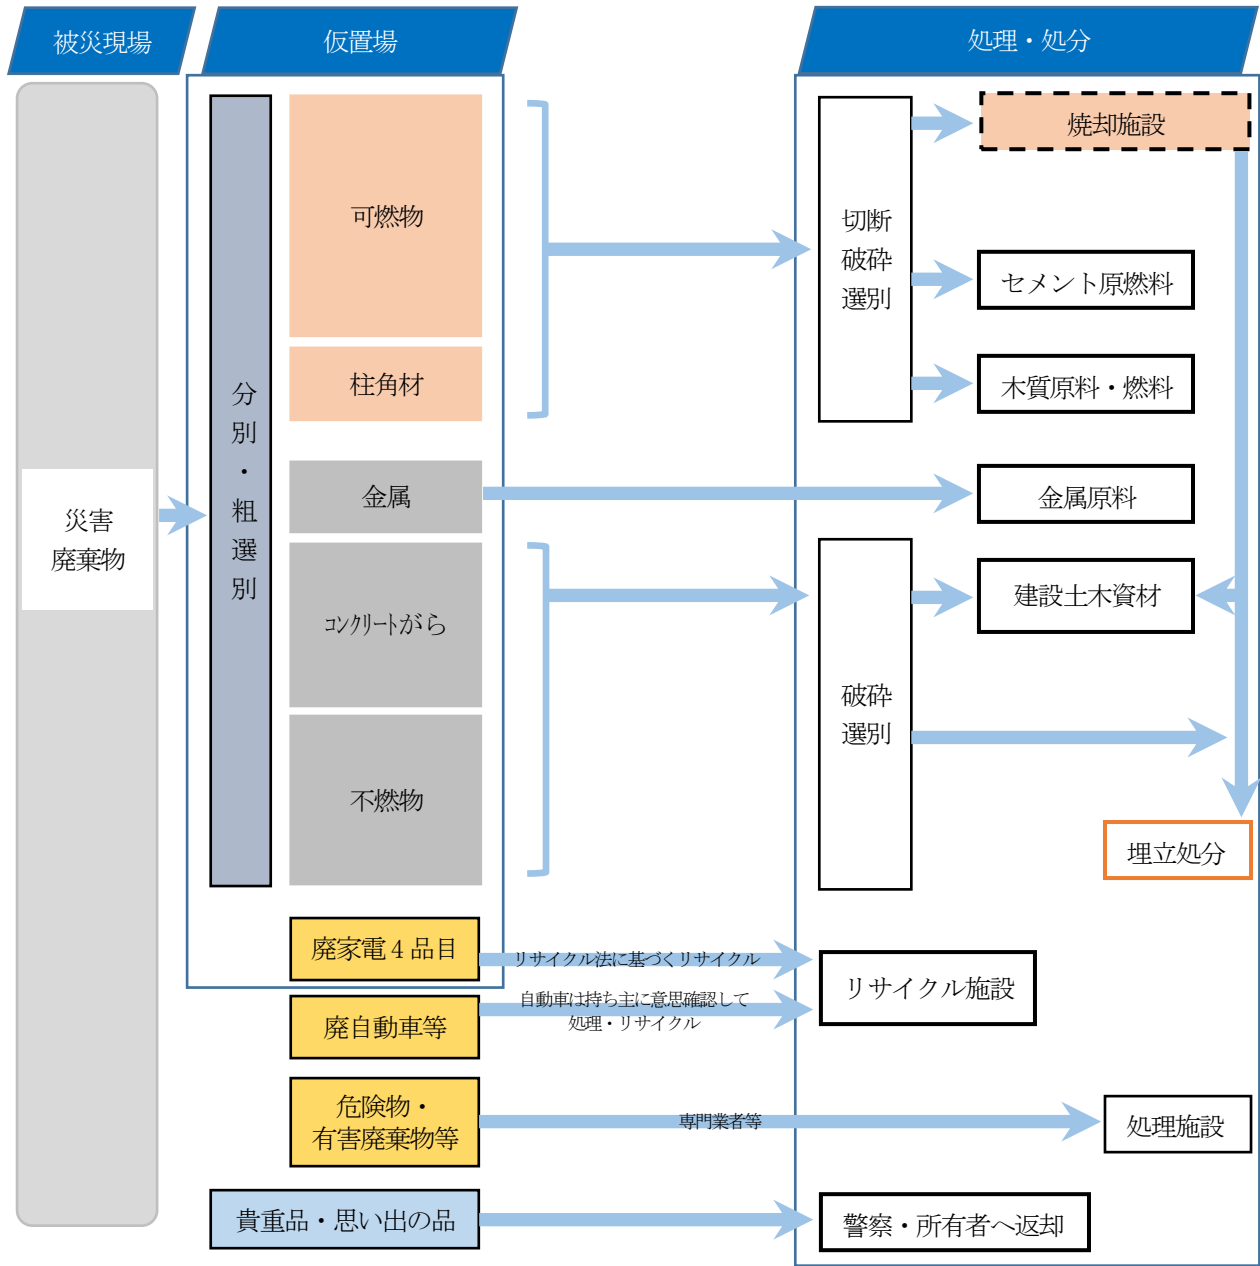 被災現場
仮置場
処理・処分
災害
廃棄物
分別・粗選別
可燃物
柱角材
金属
コンクリートがら
不燃物
廃家電4品目
廃自動車等
危険物・
有害廃棄物等
貴重品・思い出の品
リサイクル法に基づくリサイクル
自動車は持ち主に意思確認して
処理・リサイクル
専門業者等
切断
破砕
選別
破砕
選別
焼却施設
セメント原燃料
木質原料・燃料
金属原料
建設土木資材
埋立処分
リサイクル施設
処理施設
警察・所有者へ返却